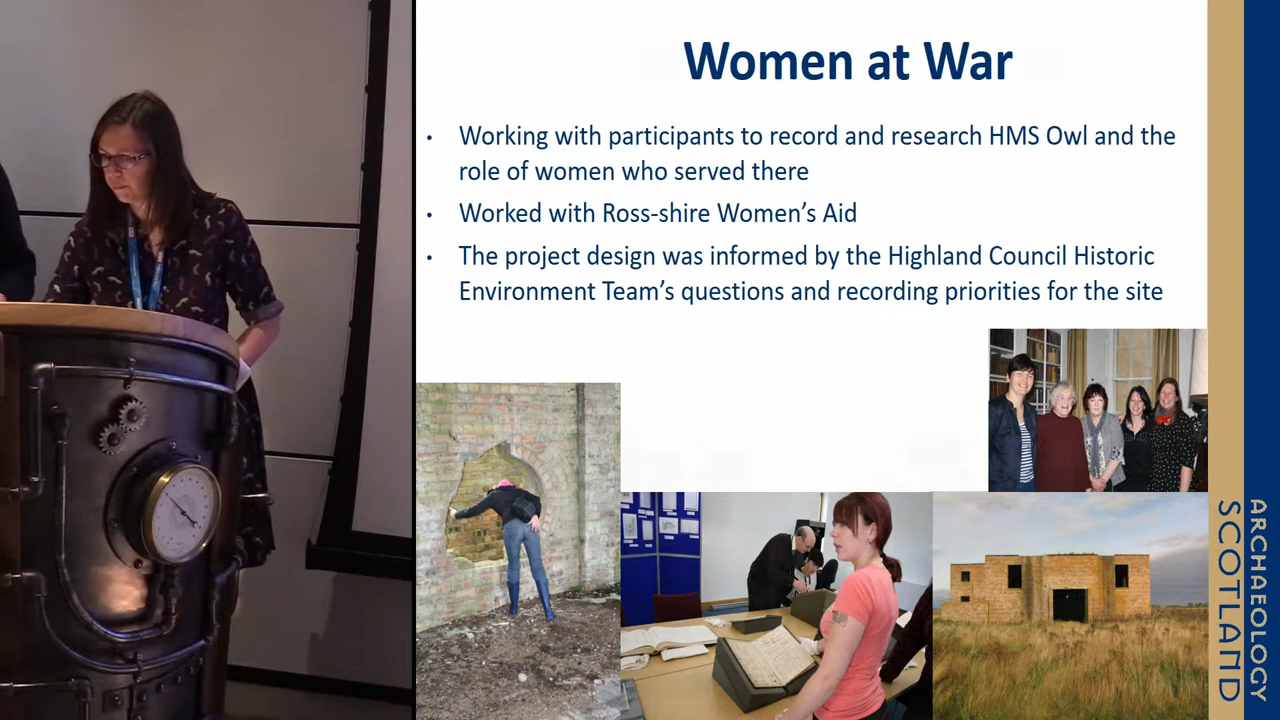 Women at War
• Working with participants to record and research HMS Owl and the
role of women who served there
• Worked with Ross-shire Women's Aid
• The project design was informed by the Highland Council Historic
Environment Team's questions and recording priorities for the site
ARCHAEOLOGY
SCOTLAND